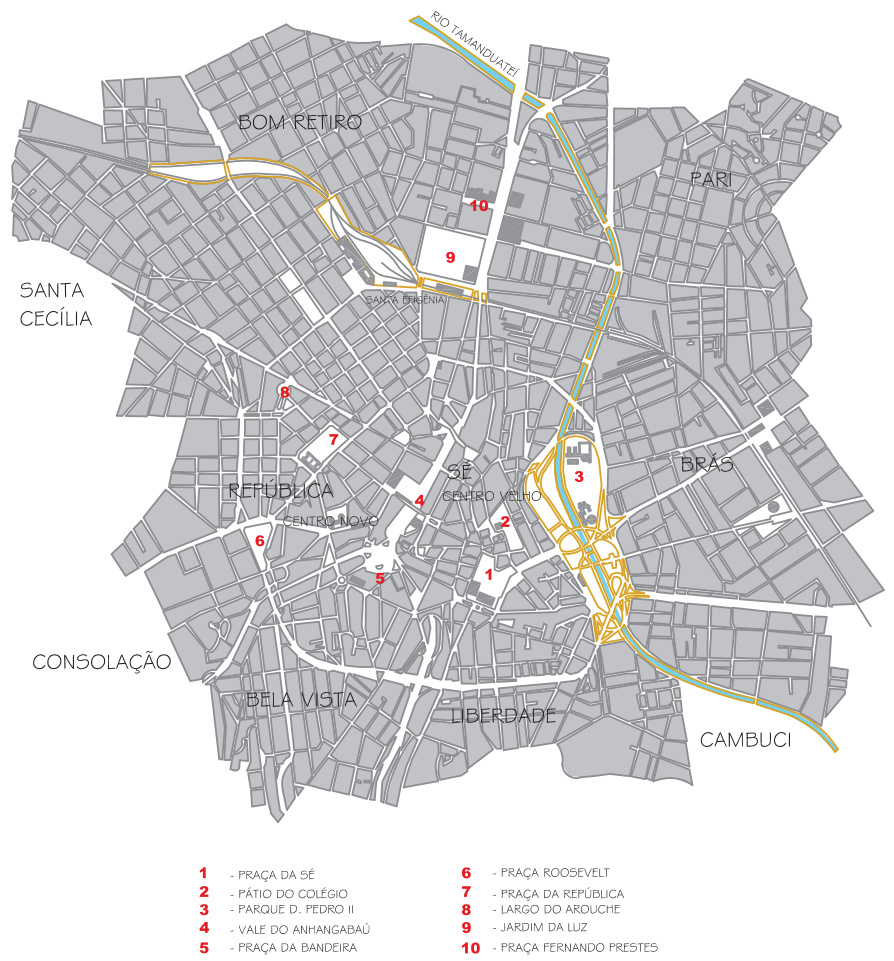 RIO TAMANDUATEÍ
BOM RETIRO
PARI
10
9
SANTA
CECÍLIA
SANTA EFIGÊNIA
8
7
SÉ
BRÁS
3
REPÚBLICA
CENTRO VELHO
4
CENTRO NOVO
2
6
1
5
CONSOLAÇÃO
BELA VISTA
LIBERDADE
CAMBUCI
1 - PRAÇA DA SÉ
2 - PÁTIO DO COLÉGIO
3 - PARQUE D. PEDRO II
4 - VALE DO ANHANGABAÚ
5 - PRAÇA DA BANDEIRA
6 - PRAÇA ROOSEVELT
7 - PRAÇA DA REPÚBLICA
8 - LARGO DO AROUCHE
9 - JARDIM DA LUZ
10 - PRAÇA FERNANDO PRESTES